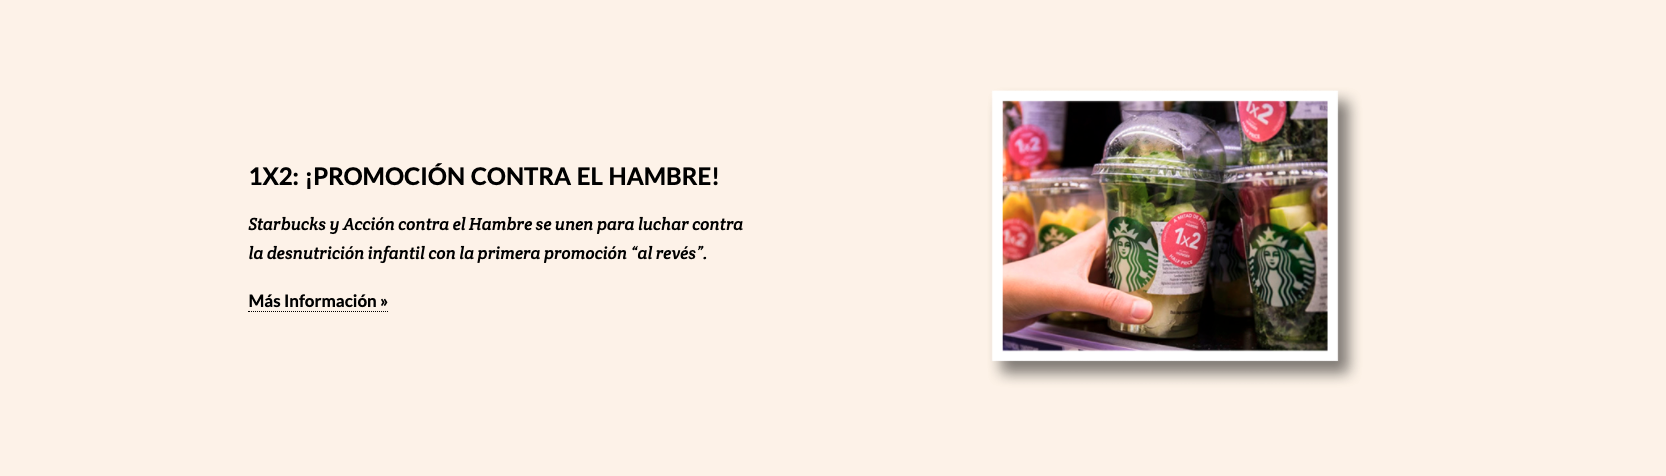 1X2: ¡PROMOCIÓN CONTRA EL HAMBRE!
Starbucks y Acción contra el Hambre se unen para luchar contra
la desnutrición infantil con la primera promoción “al revés”.
Más Información »
1x2
1x2
1x2
1x2